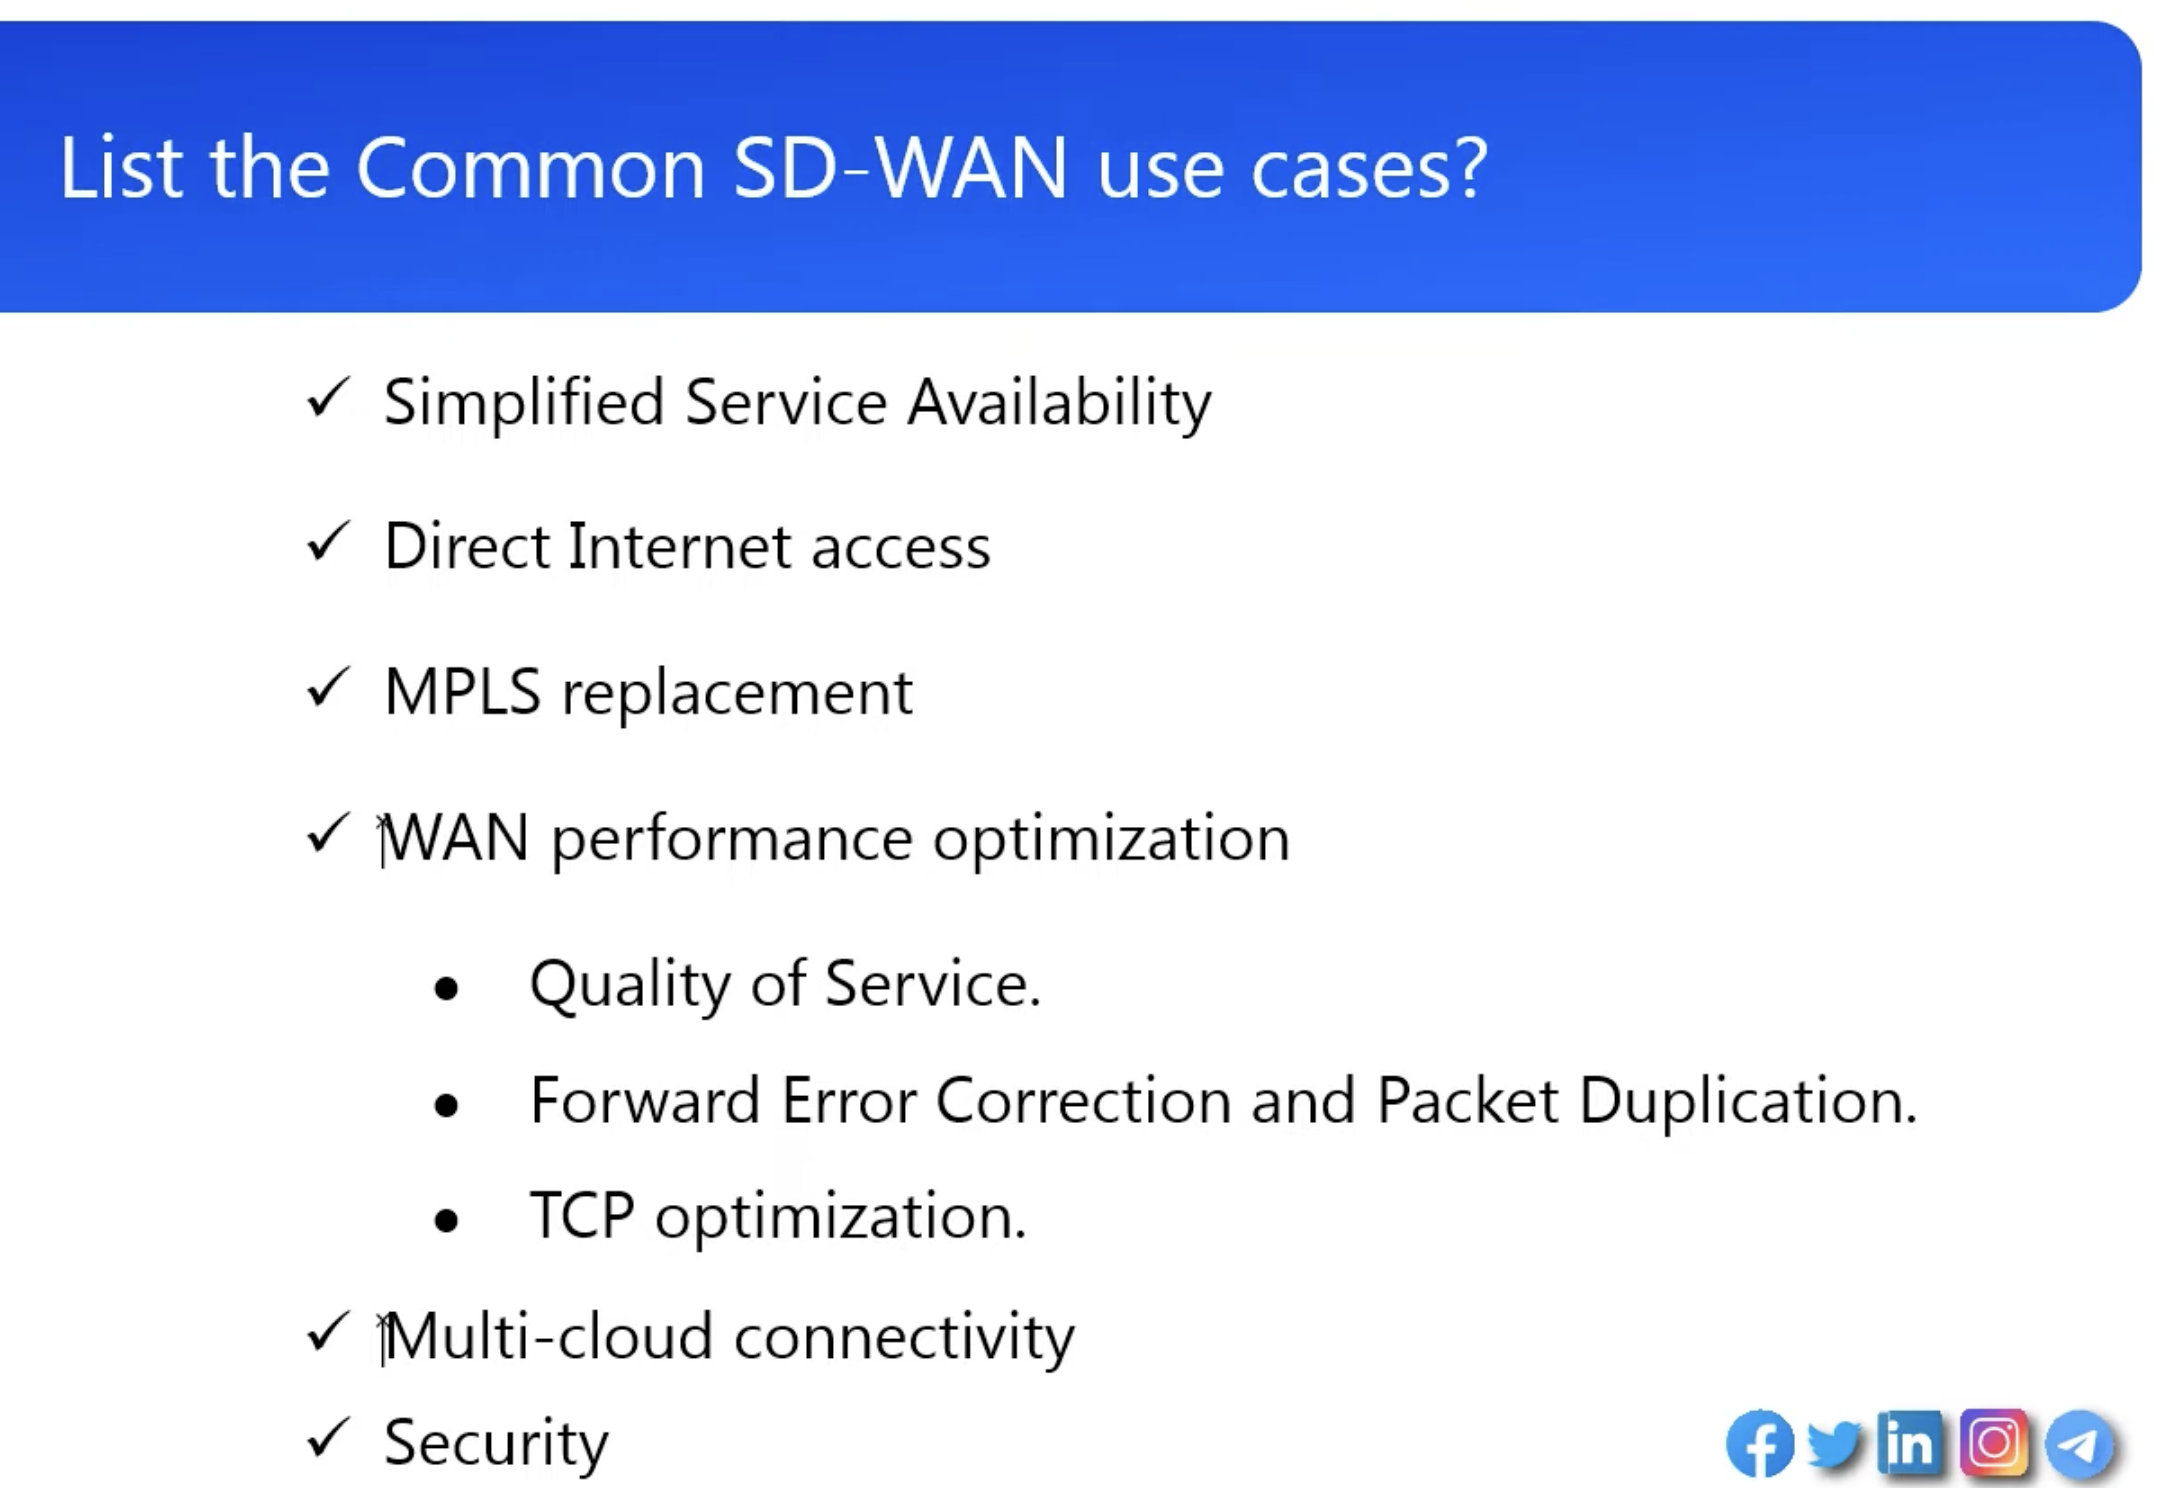 List the Common SD-WAN use cases?
✓ Simplified Service Availability
✓ Direct Internet access
✓ MPLS replacement
✓ WAN performance optimization
● Quality of Service.
● Forward Error Correction and Packet Duplication.
● TCP optimization.
✓ Multi-cloud connectivity
✓ Security
in